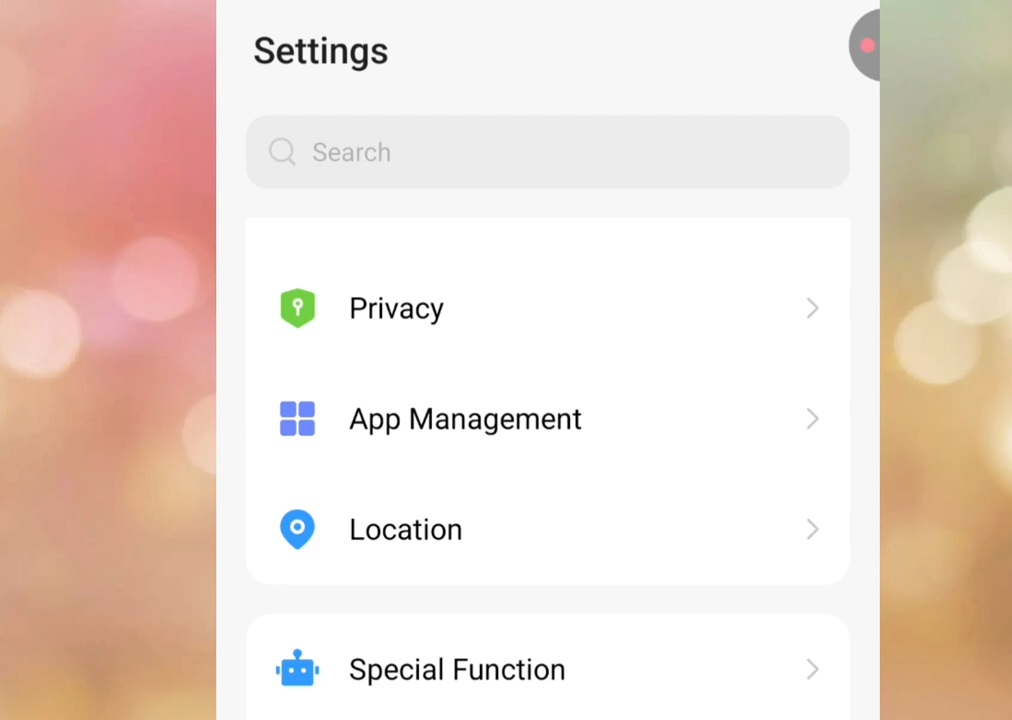 Settings
Search
Privacy
App Management
Location
Special Function